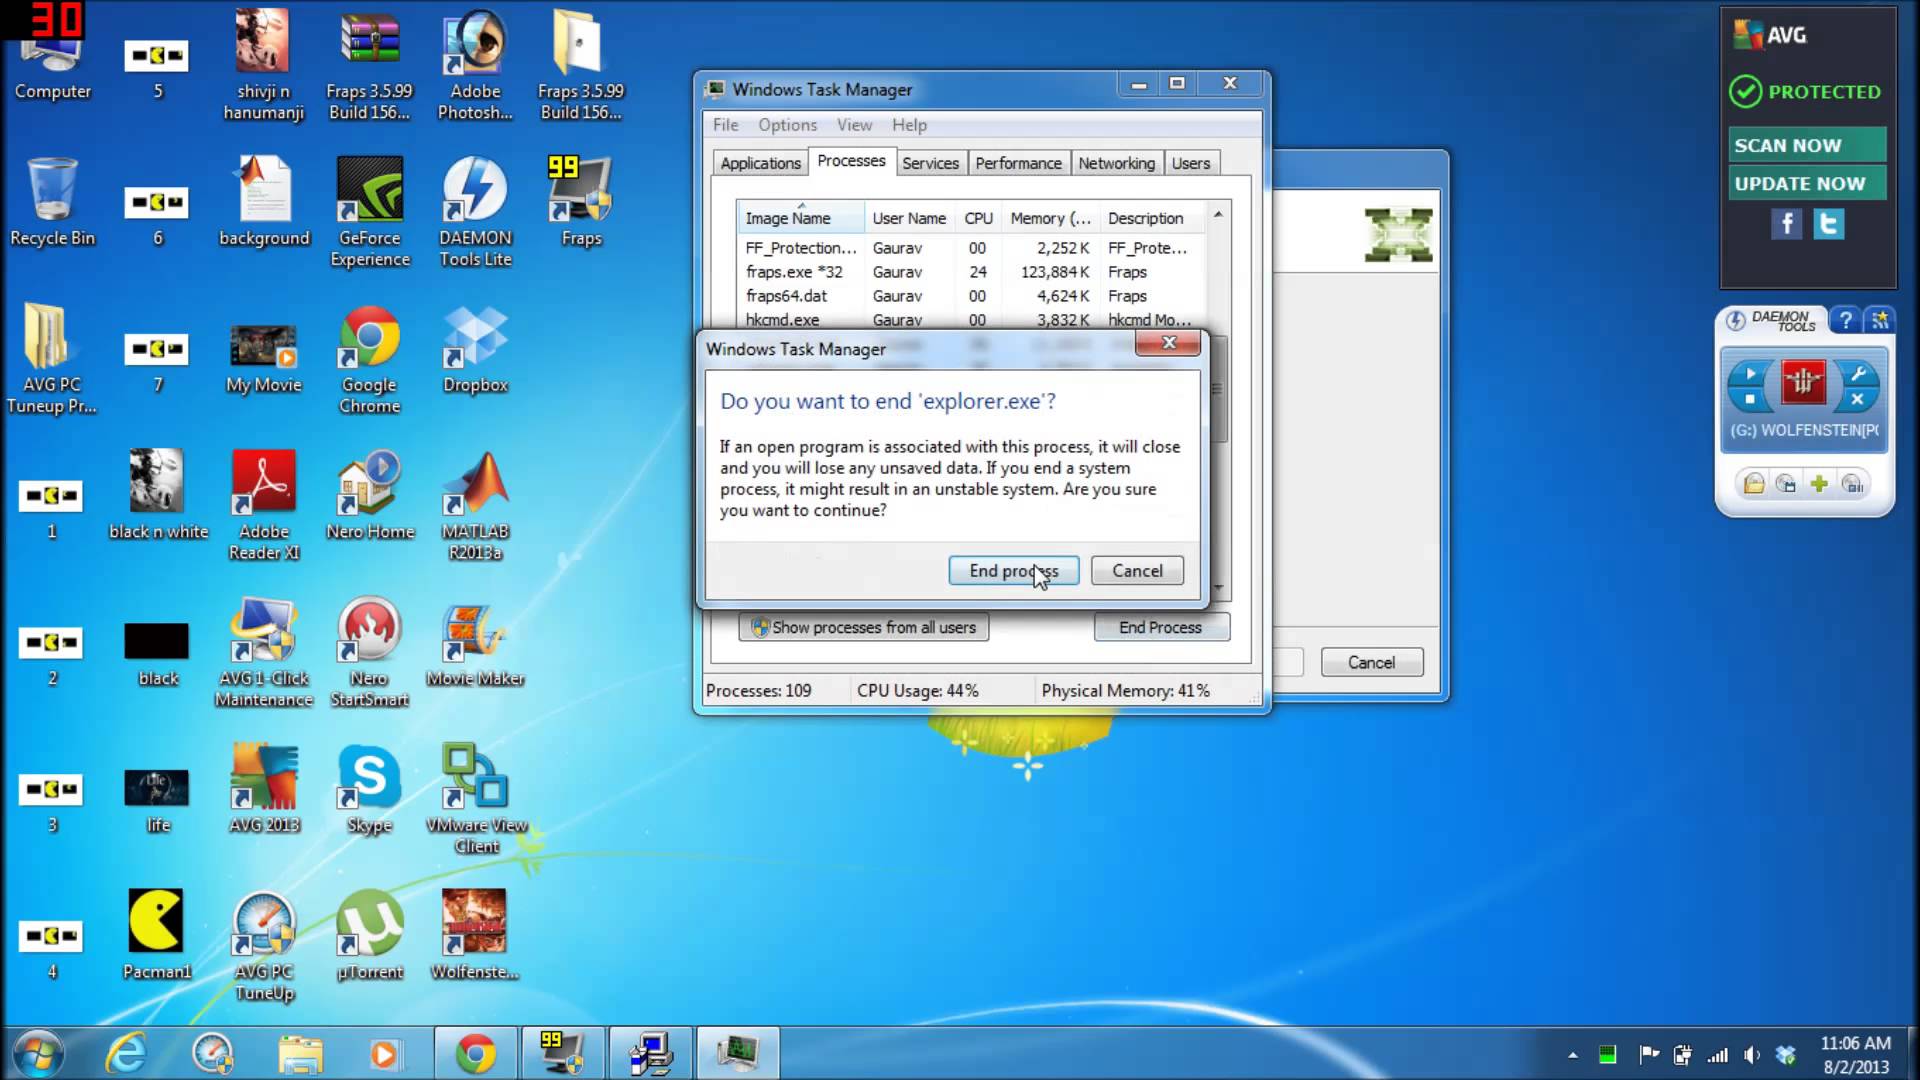 30
Computer
5
shivji n
hanumanji
Fraps 3.5.99
Build 156...
Adobe
Photosh...
Fraps 3.5.99
Build 156...
Recycle Bin
6
background
GeForce
Experience
DAEMON
Tools Lite
99
Fraps
AVG PC
Tuneup Pr...
7
My Movie
Google
Chrome
Dropbox
1
black n white
Adobe
Reader XI
Nero Home
MATLAB
R2013a
2
black
AVG 1-Click
Maintenance
Nero
StartSmart
Movie Maker
3
Life
life
AVG 2013
Skype
VMware View
Client
4
Pacman1
AVG PC
TuneUp
µTorrent
Wolfenste...
Windows Task Manager
File Options View Help
Applications Processes Services Performance Networking Users
Image Name User Name CPU Memory (... Description
FF_Protection... Gaurav 00 2,252 K FF_Prote...
fraps.exe *32 Gaurav 24 123,884 K Fraps
fraps64.dat Gaurav 00 4,624 K Fraps
hkcmd.exe Gaurav 00 3,832 K hkcmd Mo...
Windows Task Manager
Do you want to end 'explorer.exe'?
If an open program is associated with this process, it will close
and you will lose any unsaved data. If you end a system
process, it might result in an unstable system. Are you sure
you want to continue?
End process Cancel
Show processes from all users End Process
Processes: 109 CPU Usage: 44% Physical Memory: 41%
Cancel
AVG
PROTECTED
SCAN NOW
UPDATE NOW
DAEMON
TOOLS
(G:) WOLFENSTEIN[P
99
11:06 AM
8/2/2013